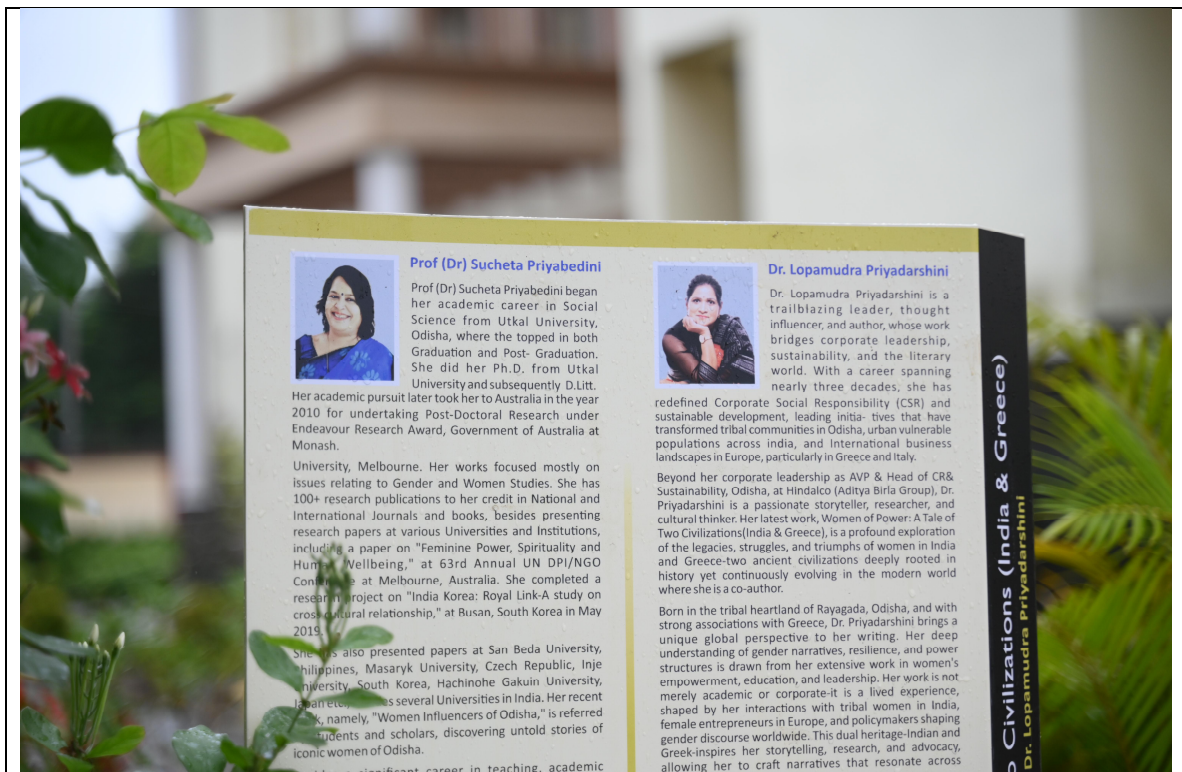 Prof (Dr) Sucheta Priyabedini
Prof (Dr) Sucheta Priyabedini began
her academic career in Social
Science from Utkal University,
Odisha, where the topped in both
Graduation and Post- Graduation.
She did her Ph.D. from Utkal
University and subsequently D.Litt.
Her academic pursuit later took her to Australia in the year
2010 for undertaking Post-Doctoral Research under
Endeavour Research Award, Government of Australia at
Monash.
University, Melbourne. Her works focused mostly on
issues relating to Gender and Women Studies. She has
100+ research publications to her credit in National and
International Journals and books, besides presenting
research papers at various Universities and Institutions,
including a paper on "Feminine Power, Spirituality and
Human Wellbeing," at 63rd Annual UN DPI/NGO
at Melbourne, Australia. She completed a
research project on "India Korea: Royal Link-A study on
cross cultural relationship," at Busan, South Korea in May
2019.
She has also presented papers at San Beda University,
Philippines, Masaryk University, Czech Republic, Inje
University, South Korea, Hachinohe Gakuin University,
Japan several Universities in India. Her recent
namely, "Women Influencers of Odisha," is referred
students and scholars, discovering untold stories of
iconic women of Odisha.
significant career in teaching, academic
Dr. Lopamudra Priyadarshini
Dr. Lopamudra Priyadarshini is a
trailblazing leader, thought
influencer, and author, whose work
bridges corporate leadership,
sustainability, and the literary
world. With a career spanning
nearly three decades, she has
redefined Corporate Social Responsibility (CSR) and
sustainable development, leading initia- tives that have
transformed tribal communities in Odisha, urban vulnerable
populations across india, and International business
landscapes in Europe, particularly in Greece and Italy.
Beyond her corporate leadership as AVP & Head of CR&
Sustainability, Odisha, at Hindalco (Aditya Birla Group), Dr.
Priyadarshini is a passionate storyteller, researcher, and
cultural thinker. Her latest work, Women of Power: A Tale of
Two Civilizations(India & Greece), is a profound exploration
of the legacies, struggles, and triumphs of women in India
and Greece-two ancient civilizations deeply rooted in
history yet continuously evolving in the modern world
where she is a co-author.
Born in the tribal heartland of Rayagada, Odisha, and with
strong associations with Greece, Dr. Priyadarshini brings a
unique global perspective to her writing. Her deep
understanding of gender narratives, resilience, and power
structures is drawn from her extensive work in women's
empowerment, education, and leadership. Her work is not
merely academic or corporate-it is a lived experience,
shaped by her interactions with tribal women in India,
female entrepreneurs in Europe, and policymakers shaping
gender discourse worldwide. This dual heritage-Indian and
Greek-inspires her storytelling, research, and advocacy,
allowing her to craft narratives that resonate across
Civilizations (India & Greece)
Dr. Lopamudra Priyadarshini